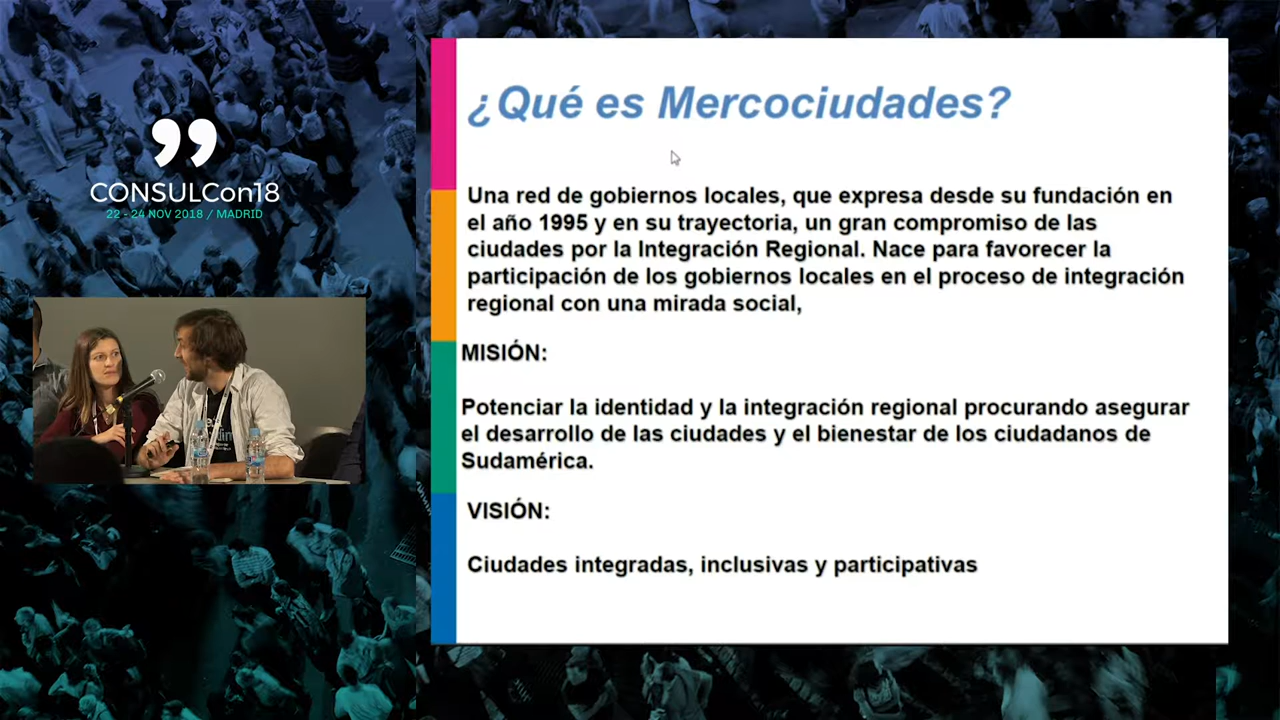 CONSULCon18
22 - 24 NOV 2018 / MADRID
¿Qué es Mercociudades?
Una red de gobiernos locales, que expresa desde su fundación en
el año 1995 y en su trayectoria, un gran compromiso de las
ciudades por la Integración Regional. Nace para favorecer la
participación de los gobiernos locales en el proceso de integración
regional con una mirada social,
MISIÓN:
Potenciar la identidad y la integración regional procurando asegurar
el desarrollo de las ciudades y el bienestar de los ciudadanos de
Sudamérica.
VISIÓN:
Ciudades integradas, inclusivas y participativas